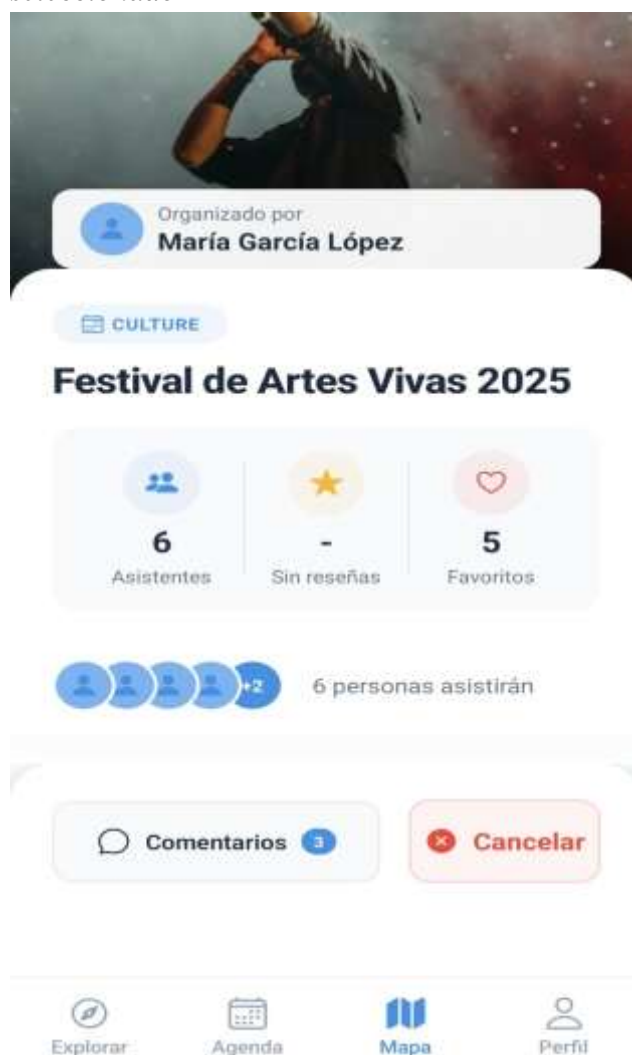 Organizado por
María García López
CULTURE
Festival de Artes Vivas 2025
6
Asistentes
-
Sin reseñas
5
Favoritos
+2
6 personas asistirán
Comentarios 3
Cancelar
Explorar
Agenda
Mapa
Perfil